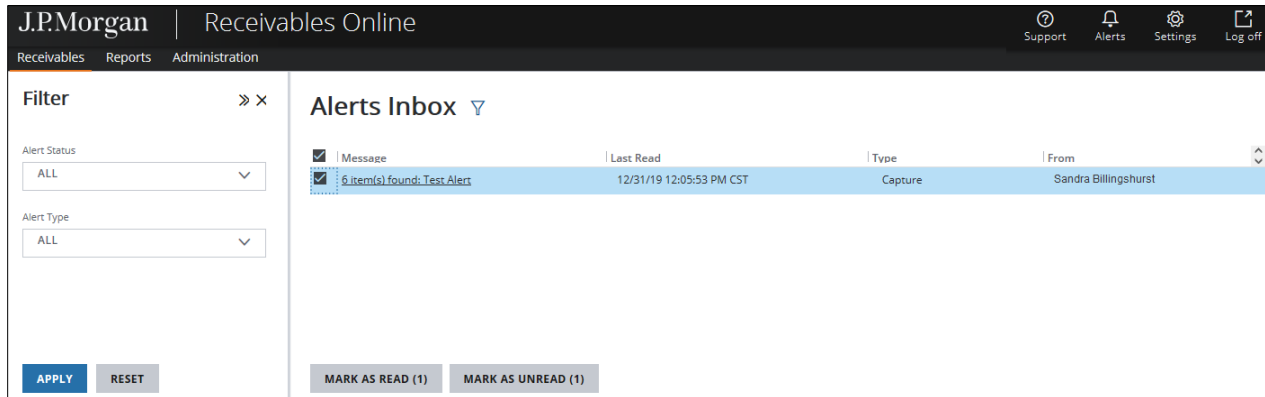 J.P.Morgan | Receivables Online
Support Alerts Settings Log off
Receivables Reports Administration
Filter
Alert Status
ALL
Alert Type
ALL
APPLY RESET
Alerts Inbox
Message Last Read Type From
6 item(s) found: Test Alert 12/31/19 12:05:53 PM CST Capture Sandra Billingshurst
MARK AS READ (1) MARK AS UNREAD (1)